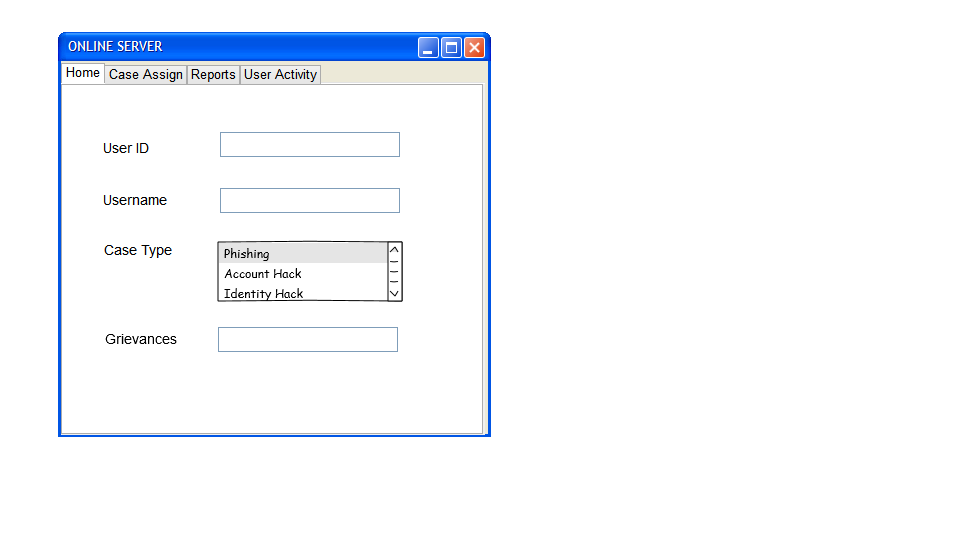 ONLINE SERVER
Home Case Assign Reports User Activity
User ID
Username
Case Type
Phishing
Account Hack
Identity Hack
Grievances